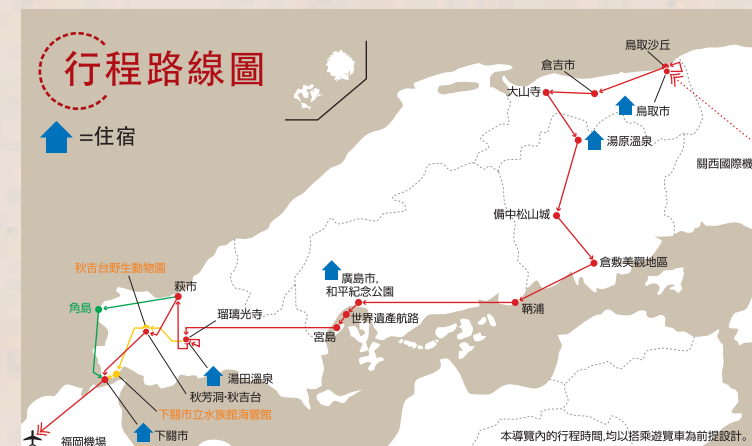 行程路線圖
=住宿
鳥取沙丘
倉吉市
大山寺
鳥取市
湯原溫泉
關西國際機
備中松山城
倉敷美觀地區
秋吉台野生動物園
廣島市,
和平紀念公園
萩市
角島
瑠璃光寺
世界遺產航路
鞆浦
宮島
湯田溫泉
秋芳洞·秋吉台
下關市立水族館海響館
下關市
福岡機場
本導覽內的行程時間,均以搭乘遊覽車為前提設計。